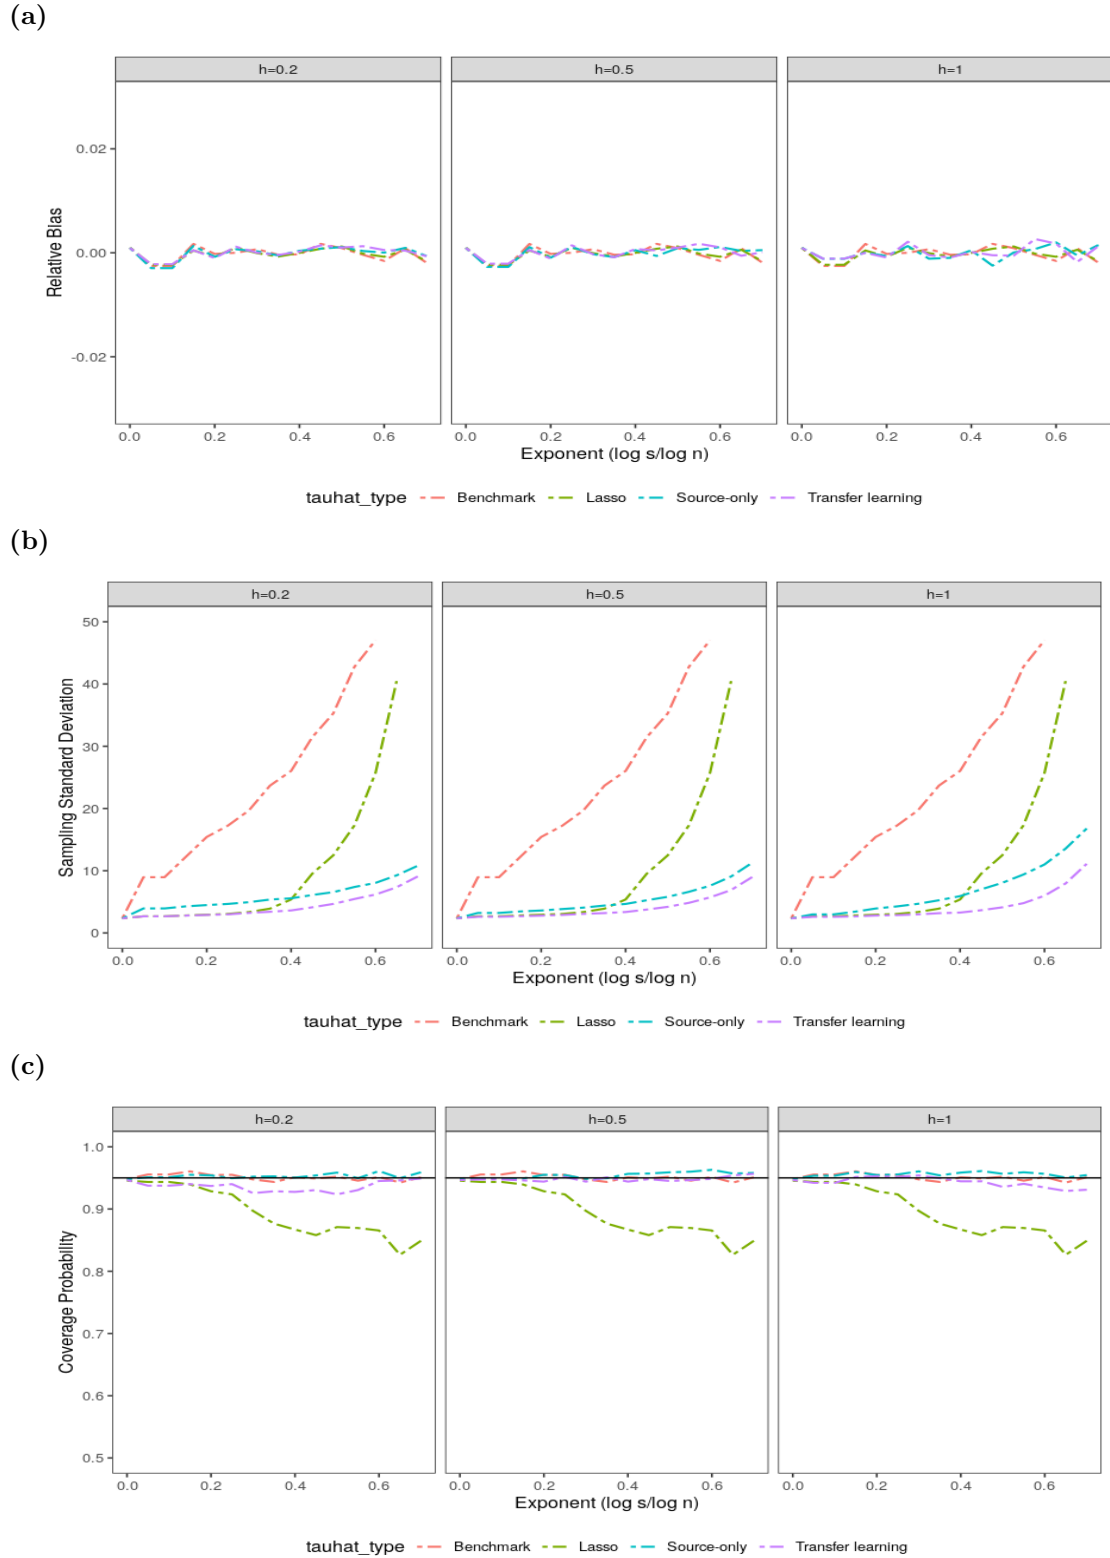 (a)
h=0.2 h=0.5 h=1
0.02
0.00
-0.02
Relative Bias
0.0 0.2 0.4 0.6 0.0 0.2 0.4 0.6 0.0 0.2 0.4 0.6
Exponent (log s/log n)
tauhat_type Benchmark Lasso Source-only Transfer learning
(b)
h=0.2 h=0.5 h=1
50
40
30
20
10
0
Sampling Standard Deviation
0.0 0.2 0.4 0.6 0.0 0.2 0.4 0.6 0.0 0.2 0.4 0.6
Exponent (log s/log n)
tauhat_type Benchmark Lasso Source-only Transfer learning
(c)
h=0.2 h=0.5 h=1
1.0
0.9
0.8
0.7
0.6
0.5
Coverage Probability
0.0 0.2 0.4 0.6 0.0 0.2 0.4 0.6 0.0 0.2 0.4 0.6
Exponent (log s/log n)
tauhat_type Benchmark Lasso Source-only Transfer learning